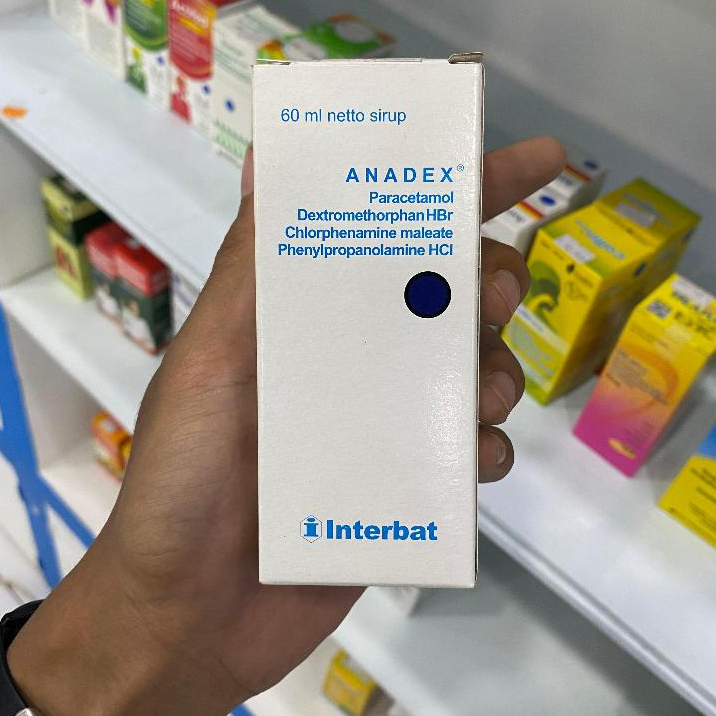 60 ml netto sirup
ANADEX®
Paracetamol
Dextromethorphan HBr
Chlorphenamine maleate
Phenylpropanolamine HCl
Interbat